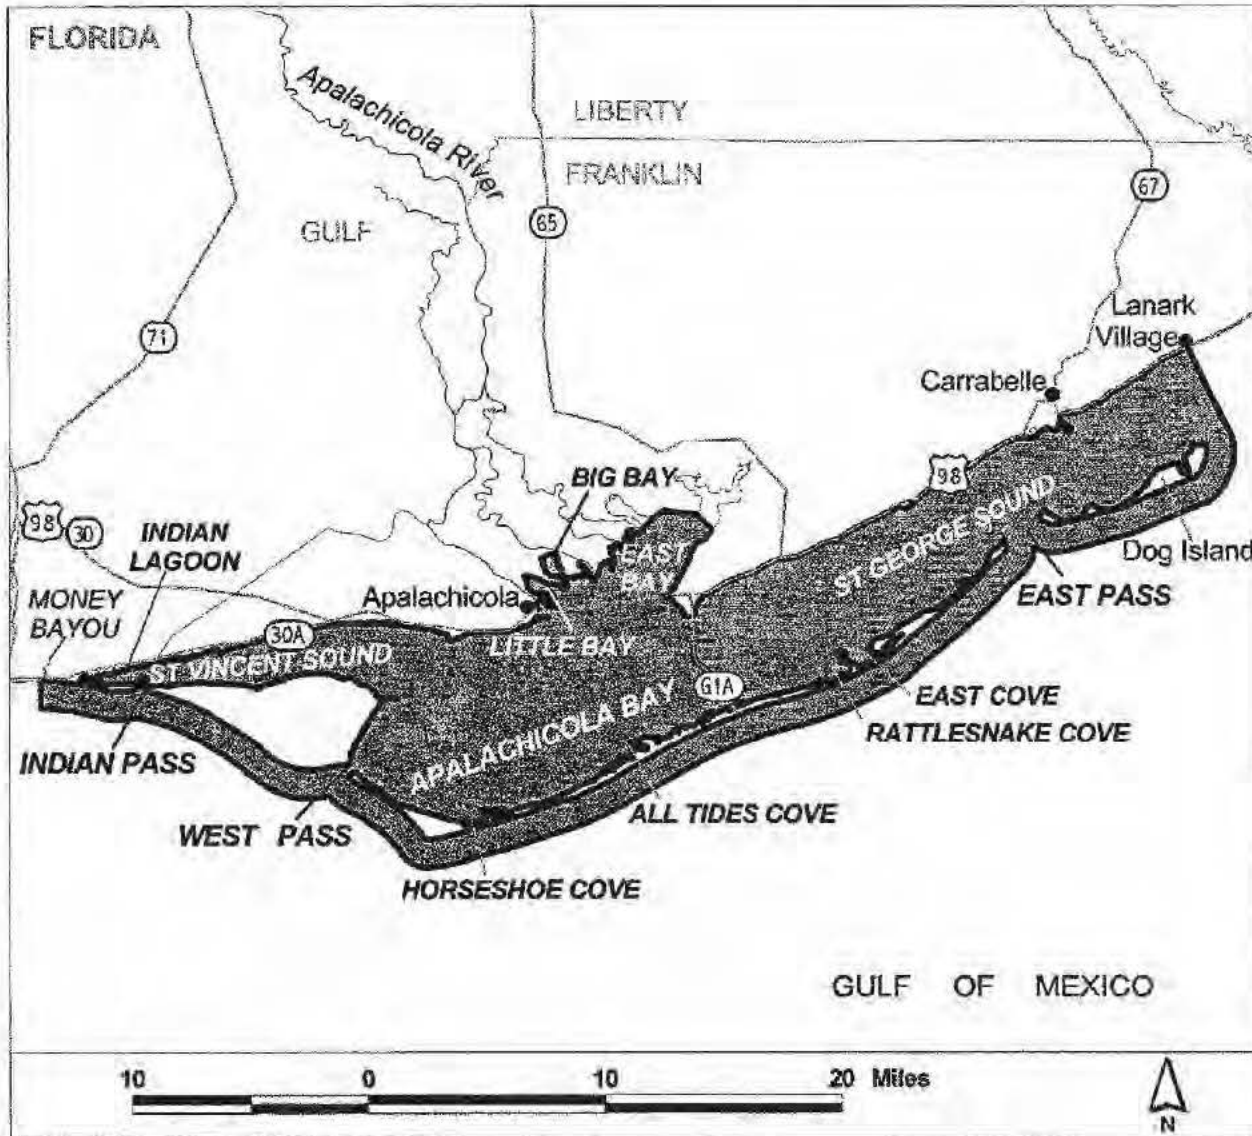 FLORIDA
Apalachicola River
LIBERTY
FRANKLIN
67
65
GULF
71
Lanark
Village
Carrabelle
98
BIG BAY
98
30
INDIAN
LAGOON
EAST
BAY
ST GEORGE SOUND
Dog Island
MONEY
BAYOU
Apalachicola
EAST PASS
30A
LITTLE BAY
ST VINCENT SOUND
G1A
EAST COVE
APALACHICOLA BAY
RATTLESNAKE COVE
INDIAN PASS
ALL TIDES COVE
WEST PASS
HORSESHOE COVE
GULF OF MEXICO
10 0 10 20 Miles
N